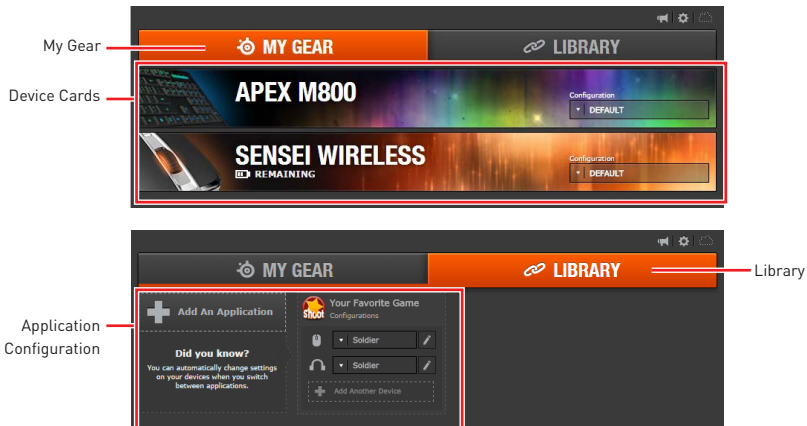 My Gear
MY GEAR
LIBRARY
Device Cards
APEX M800
Configuration
DEFAULT
SENSEI WIRELESS
REMAINING
Configuration
DEFAULT
MY GEAR
LIBRARY
Library
Application
Configuration
Add An Application
Did you know?
You can automatically change settings
on your devices when you switch
between applications.
shoot
Your Favorite Game
Configurations
Soldier
Soldier
Add Another Device